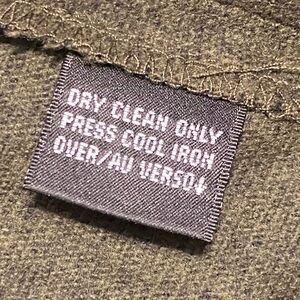 DRY CLEAN ONLY
PRESS COOL IRON
OVER/AU VERSO↓